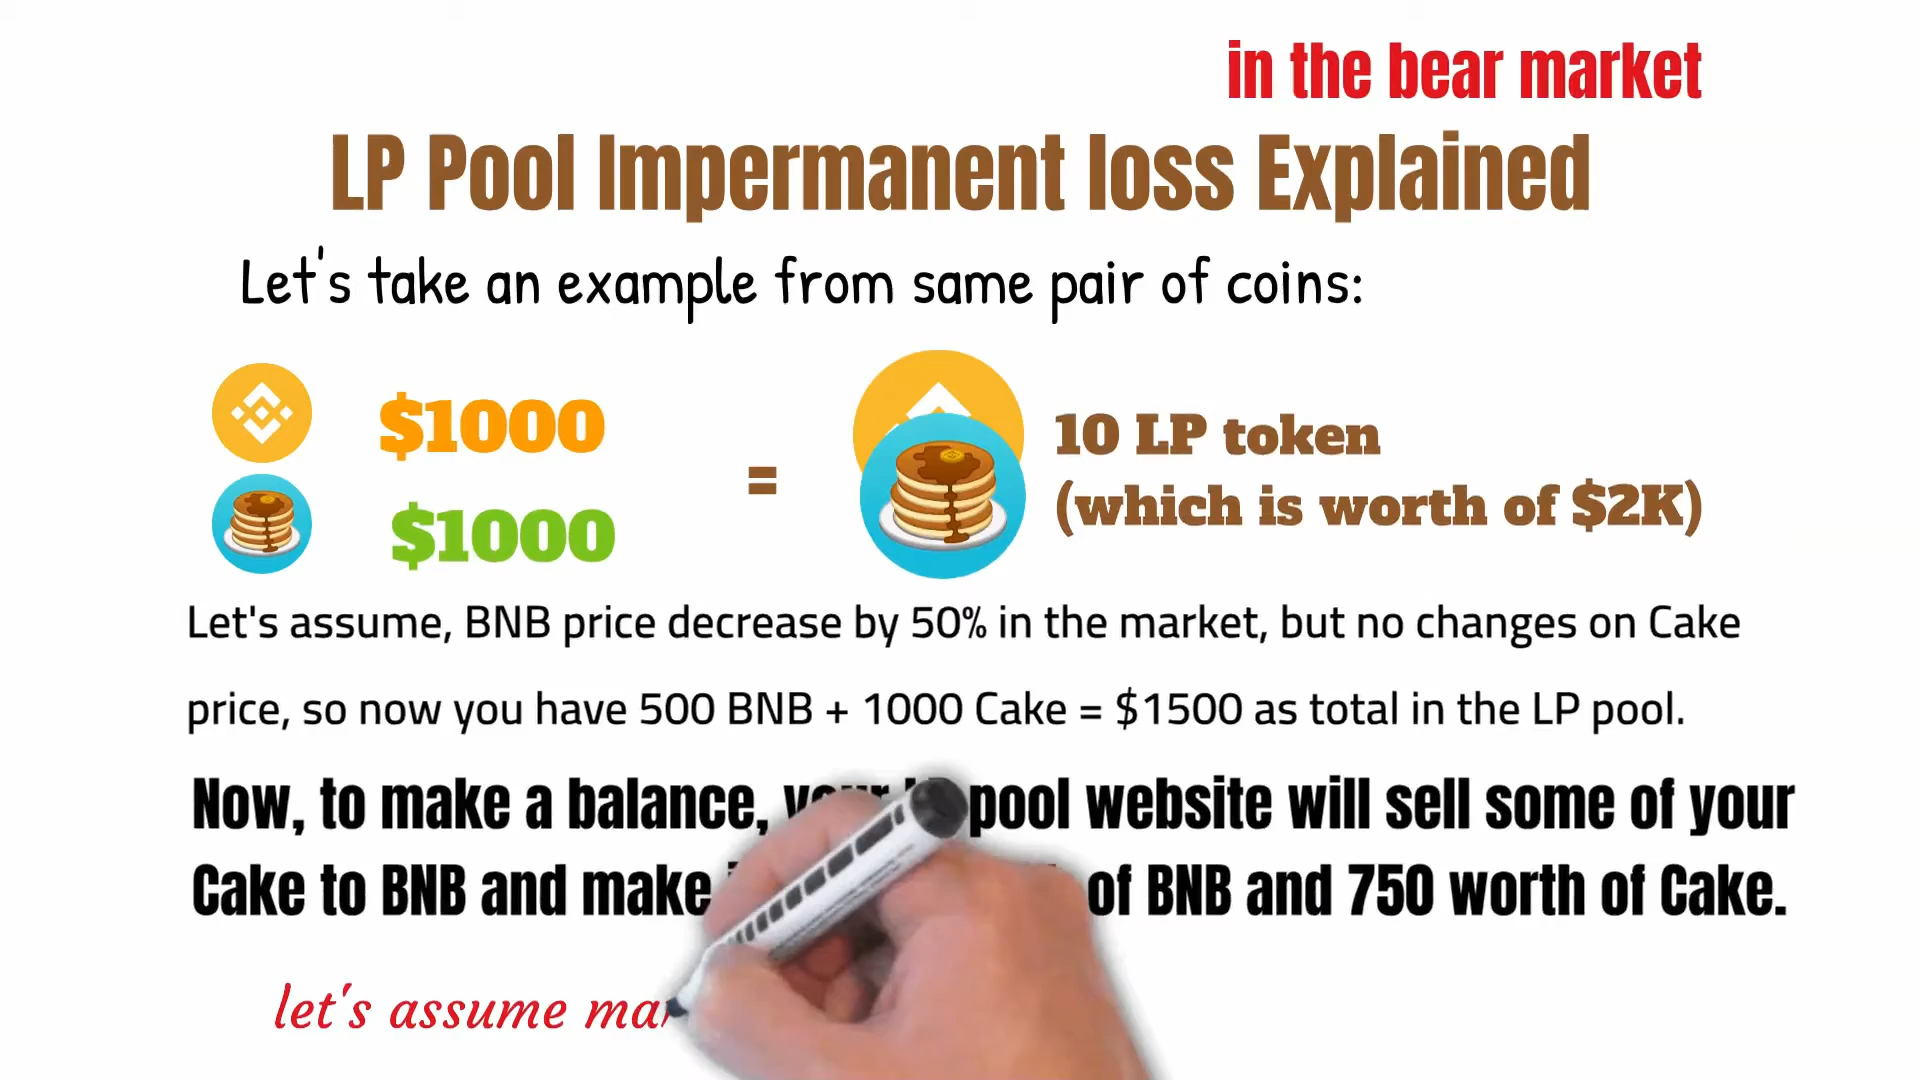 in the bear market
LP Pool Impermanent loss Explained
Let's take an example from same pair of coins:
$1000
$1000
=
10 LP token
(which is worth of $2K)
Let's assume, BNB price decrease by 50% in the market, but no changes on Cake
price, so now you have 500 BNB + 1000 Cake = $1500 as total in the LP pool.
Now, to make a balance, pool website will sell some of your
Cake to BNB and make of BNB and 750 worth of Cake.
let's assume